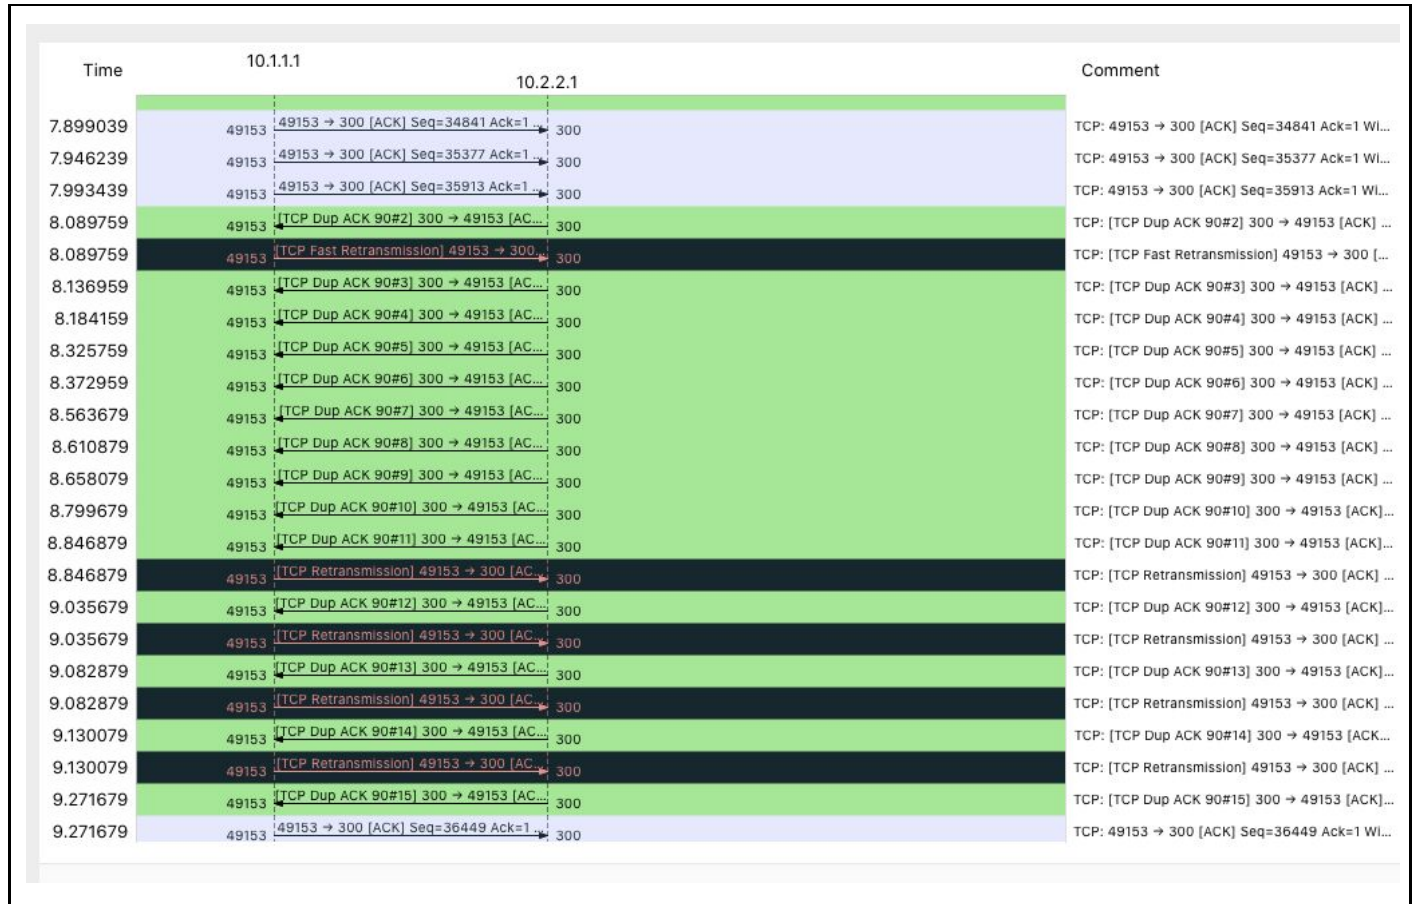 10.1.1.1
Time Comment
10.2.2.1
7.899039 49153 49153 → 300 [ACK] Seq=34841 Ack=1 ... 300 TCP: 49153 → 300 [ACK] Seq=34841 Ack=1 Wi...
7.946239 49153 49153 → 300 [ACK] Seq=35377 Ack=1 ... 300 TCP: 49153 → 300 [ACK] Seq=35377 Ack=1 Wi...
7.993439 49153 49153 → 300 [ACK] Seq=35913 Ack=1 ... 300 TCP: 49153 → 300 [ACK] Seq=35913 Ack=1 Wi...
8.089759 49153 [TCP Dup ACK 90#2] 300 → 49153 [AC... 300 TCP: [TCP Dup ACK 90#2] 300 → 49153 [ACK] ...
8.089759 49153 [TCP Fast Retransmission] 49153 → 300... 300 TCP: [TCP Fast Retransmission] 49153 → 300 [...
8.136959 49153 [TCP Dup ACK 90#3] 300 → 49153 [AC... 300 TCP: [TCP Dup ACK 90#3] 300 → 49153 [ACK] ...
8.184159 49153 [TCP Dup ACK 90#4] 300 → 49153 [AC... 300 TCP: [TCP Dup ACK 90#4] 300 → 49153 [ACK] ...
8.325759 49153 [TCP Dup ACK 90#5] 300 → 49153 [AC... 300 TCP: [TCP Dup ACK 90#5] 300 → 49153 [ACK] ...
8.372959 49153 [TCP Dup ACK 90#6] 300 → 49153 [AC... 300 TCP: [TCP Dup ACK 90#6] 300 → 49153 [ACK] ...
8.563679 49153 [TCP Dup ACK 90#7] 300 → 49153 [AC... 300 TCP: [TCP Dup ACK 90#7] 300 → 49153 [ACK] ...
8.610879 49153 [TCP Dup ACK 90#8] 300 → 49153 [AC... 300 TCP: [TCP Dup ACK 90#8] 300 → 49153 [ACK] ...
8.658079 49153 [TCP Dup ACK 90#9] 300 → 49153 [AC... 300 TCP: [TCP Dup ACK 90#9] 300 → 49153 [ACK] ...
8.799679 49153 [TCP Dup ACK 90#10] 300 → 49153 [AC... 300 TCP: [TCP Dup ACK 90#10] 300 → 49153 [ACK]...
8.846879 49153 [TCP Dup ACK 90#11] 300 → 49153 [AC... 300 TCP: [TCP Dup ACK 90#11] 300 → 49153 [ACK]...
8.846879 49153 [TCP Retransmission] 49153 → 300 [AC... 300 TCP: [TCP Retransmission] 49153 → 300 [ACK] ...
9.035679 49153 [TCP Dup ACK 90#12] 300 → 49153 [AC... 300 TCP: [TCP Dup ACK 90#12] 300 → 49153 [ACK]...
9.035679 49153 [TCP Retransmission] 49153 → 300 [AC... 300 TCP: [TCP Retransmission] 49153 → 300 [ACK] ...
9.082879 49153 [TCP Dup ACK 90#13] 300 → 49153 [AC... 300 TCP: [TCP Dup ACK 90#13] 300 → 49153 [ACK]...
9.082879 49153 [TCP Retransmission] 49153 → 300 [AC... 300 TCP: [TCP Retransmission] 49153 → 300 [ACK] ...
9.130079 49153 [TCP Dup ACK 90#14] 300 → 49153 [AC... 300 TCP: [TCP Dup ACK 90#14] 300 → 49153 [ACK...
9.130079 49153 [TCP Retransmission] 49153 → 300 [AC... 300 TCP: [TCP Retransmission] 49153 → 300 [ACK] ...
9.271679 49153 [TCP Dup ACK 90#15] 300 → 49153 [AC... 300 TCP: [TCP Dup ACK 90#15] 300 → 49153 [ACK]...
9.271679 49153 49153 → 300 [ACK] Seq=36449 Ack=1 ... 300 TCP: 49153 → 300 [ACK] Seq=36449 Ack=1 Wi...